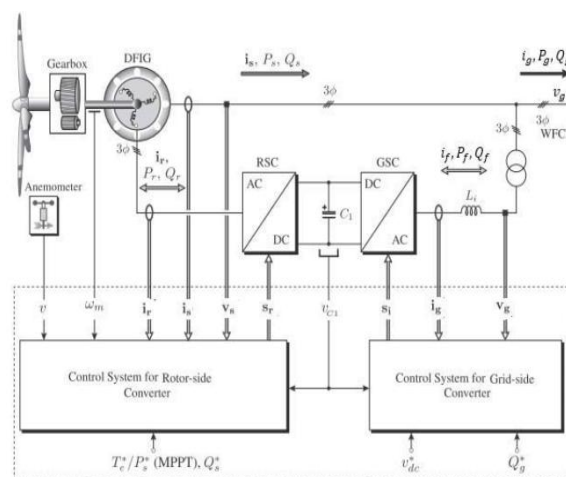 Gearbox
DFIG
i_s, P_s, Q_s
i_g, P_g, Q_g
3ϕ
v_g
3ϕ
WFC
3ϕ
3ϕ
i_r,
P_r, Q_r
RSC
GSC
i_f, P_f, Q_f
Anemometer
AC
DC
C_1
DC
AC
L_i
v
ω_m
i_r
i_s
v_s
s_r
v_C1
s_i
i_g
v_g
Control System for Rotor-side
Converter
Control System for Grid-side
Converter
T_e^*/P_s^* (MPPT), Q_s^*
v_dc^*
Q_g^*